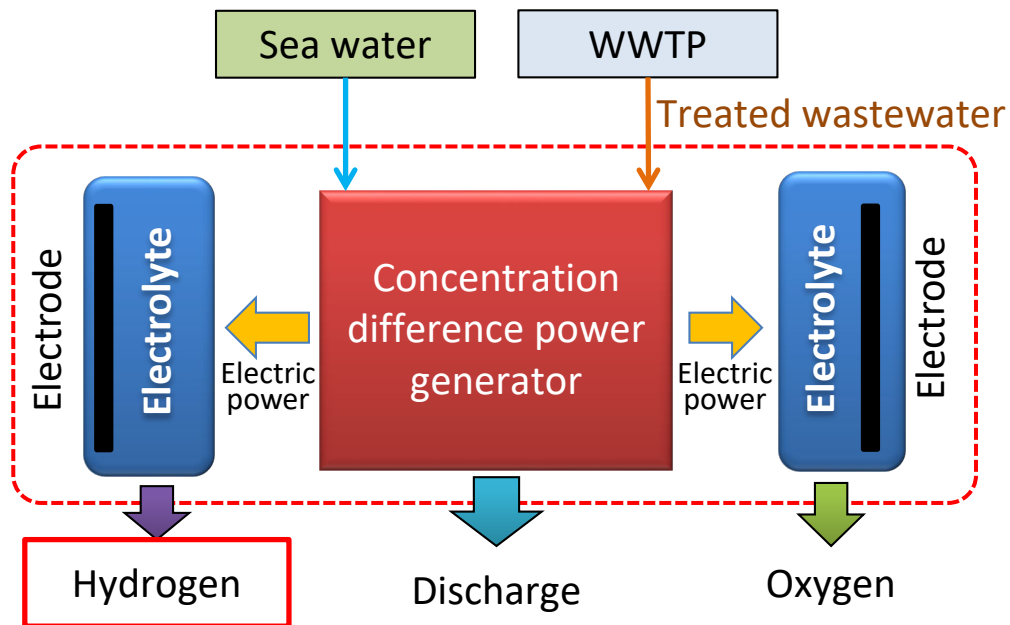 Sea water
WWTP
Treated wastewater
Electrode
Electrolyte
Electric
power
Concentration
difference power
generator
Electric
power
Electrolyte
Electrode
Hydrogen
Discharge
Oxygen